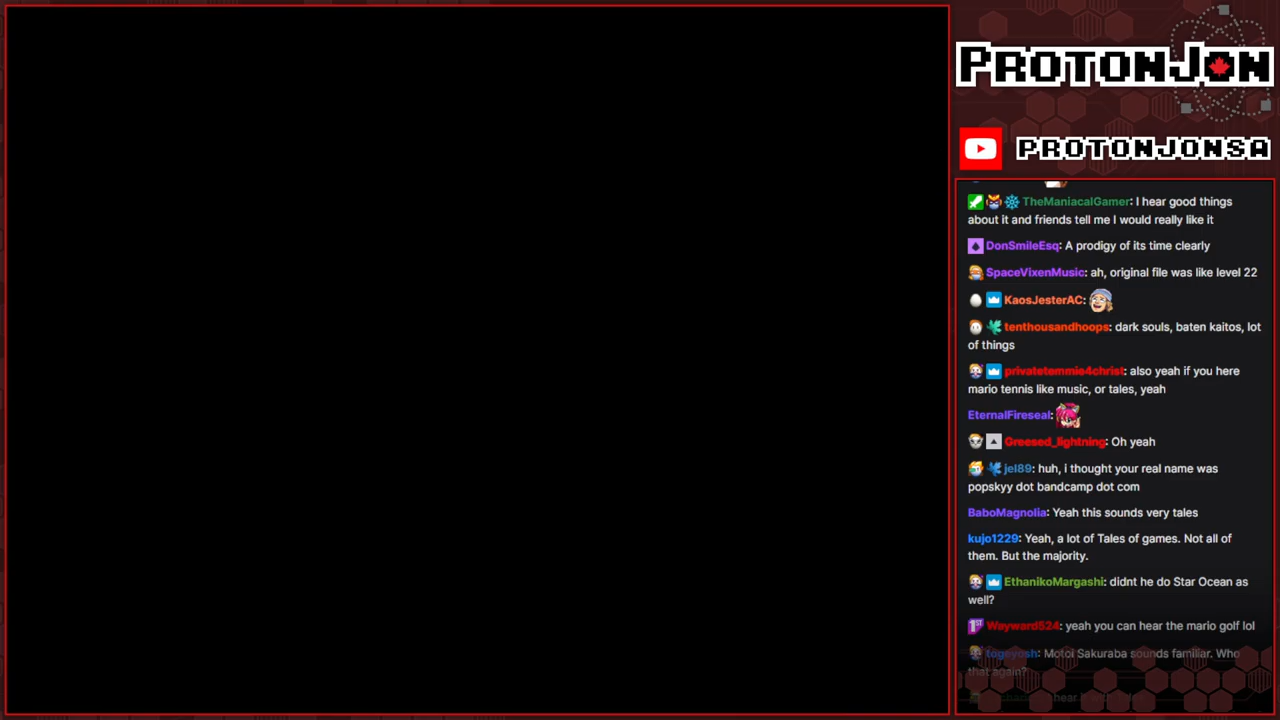 PROTONJON
PROTONJONSA
TheManiacalGamer: I hear good things
about it and friends tell me I would really like it
DonSmileEsq: A prodigy of its time clearly
SpaceVixenMusic: ah, original file was like level 22
KaosJesterAC:
tenthousandhoops: dark souls, baten kaitos, lot
of things
privatetemmie4christ: also yeah if you here
mario tennis like music, or tales, yeah
EternalFireseal:
Greesed_lightning: Oh yeah
jel89: huh, i thought your real name was
popskyy dot bandcamp dot com
BaboMagnolia: Yeah this sounds very tales
kujo1229: Yeah, a lot of Tales of games. Not all of
them. But the majority.
EthanikoMargashi: didnt he do Star Ocean as
well?
1ST Wayward524: yeah you can hear the mario golf lol
togeyosh: Motoi Sakuraba sounds familiar. Who
that again?